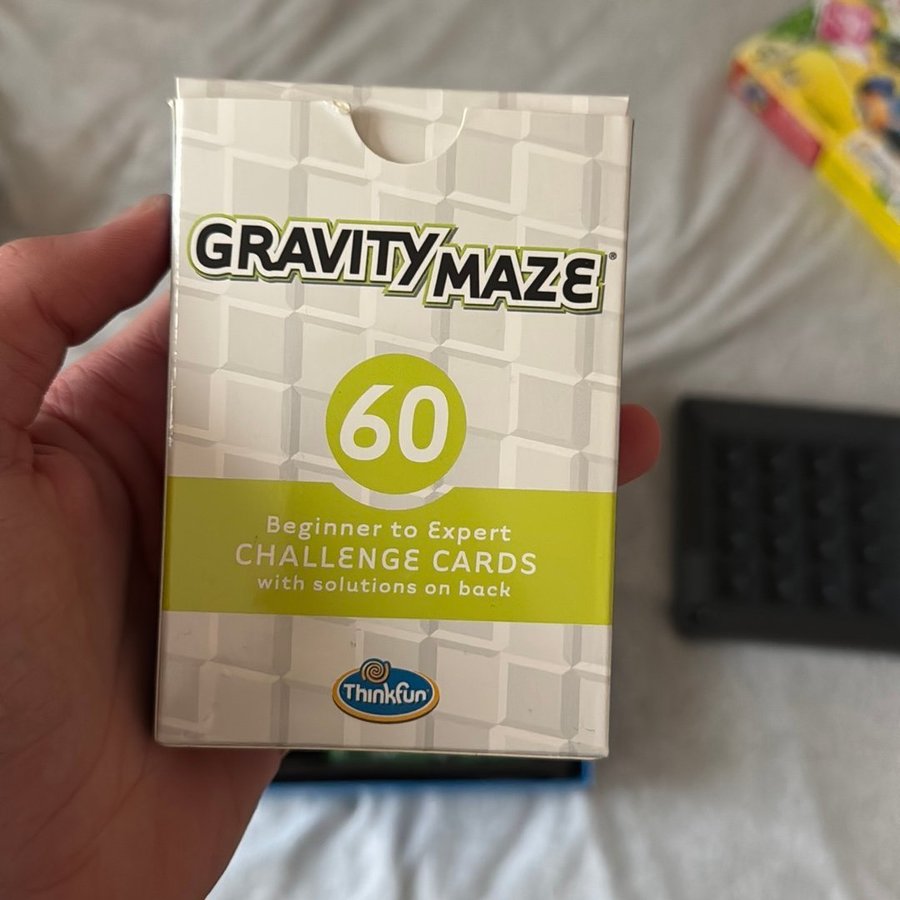 GRAVITY MAZE®
60
Beginner to Expert
CHALLENGE CARDS
with solutions on back
Thinkfun®